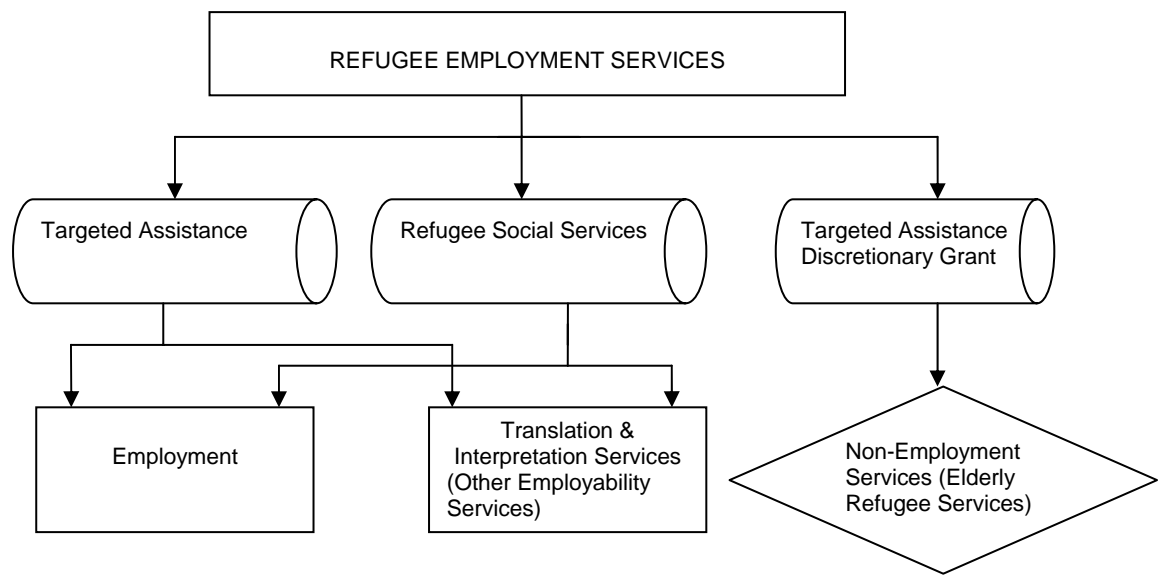 REFUGEE EMPLOYMENT SERVICES
Targeted Assistance
Refugee Social Services
Targeted Assistance
Discretionary Grant
Employment
Translation &
Interpretation Services
(Other Employability
Services)
Non-Employment
Services (Elderly
Refugee Services)